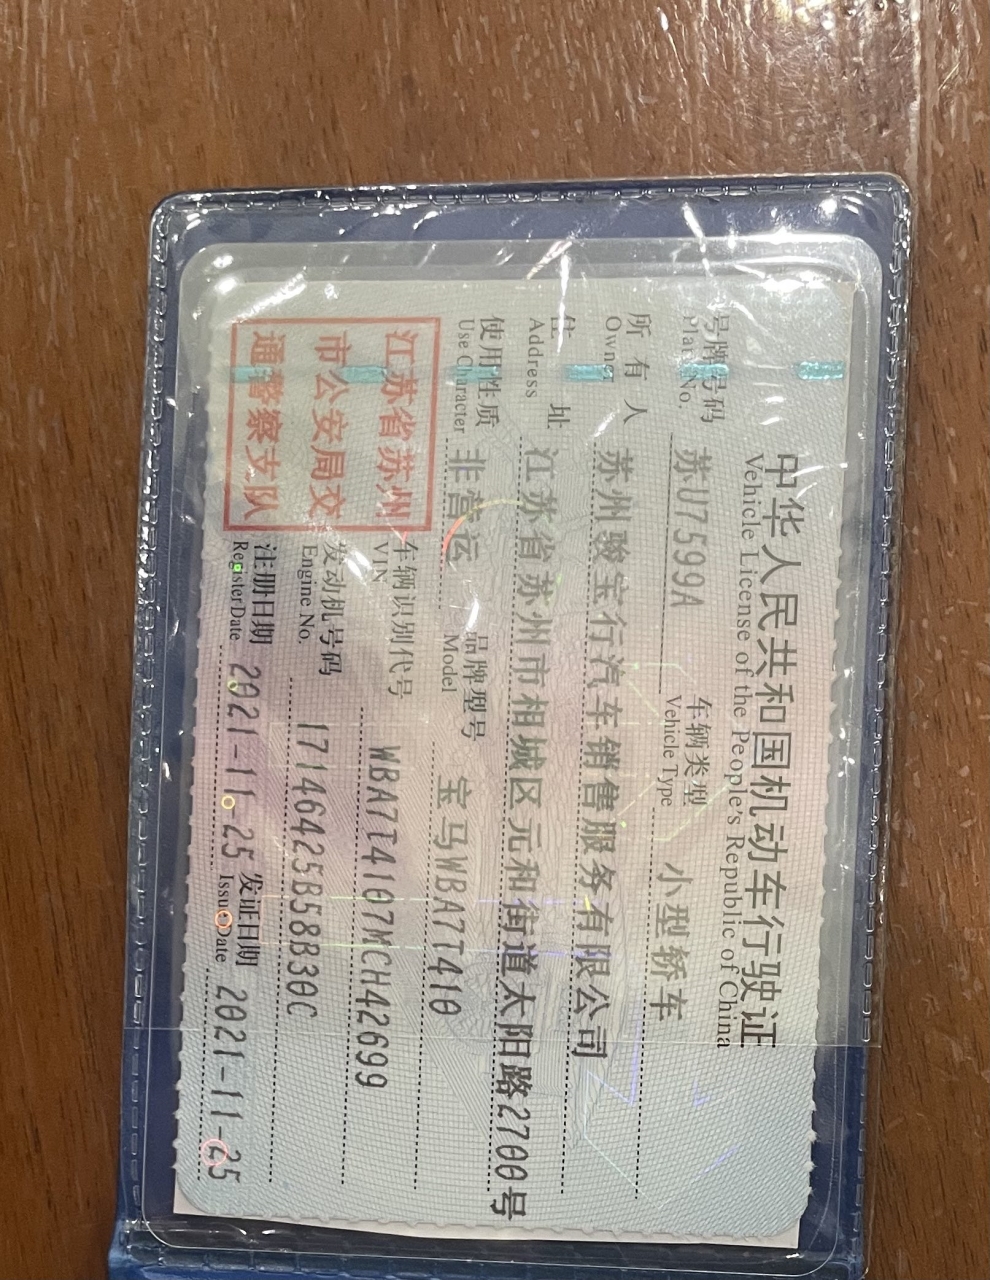 中华人民共和国机动车行驶证
Vehicle License of the People's Republic of China
号牌号码 苏U7599A 车辆类型 小型轿车
Plate No. Vehicle Type
所有人 苏州骏宝行汽车销售服务有限公司
Owner
住址 江苏省苏州市相城区元和街道太阳路2700号
Address
使用性质 非营运 品牌型号 宝马WBA7T410
Use Character Model
江苏省苏州
市公安局交
通警察支队
车辆识别代号 WBA7T4107MCH42699
VIN
发动机号码 17146425B58B30C
Engine No.
注册日期 2021-11-25 发证日期 2021-11-25
Register Date Issue Date